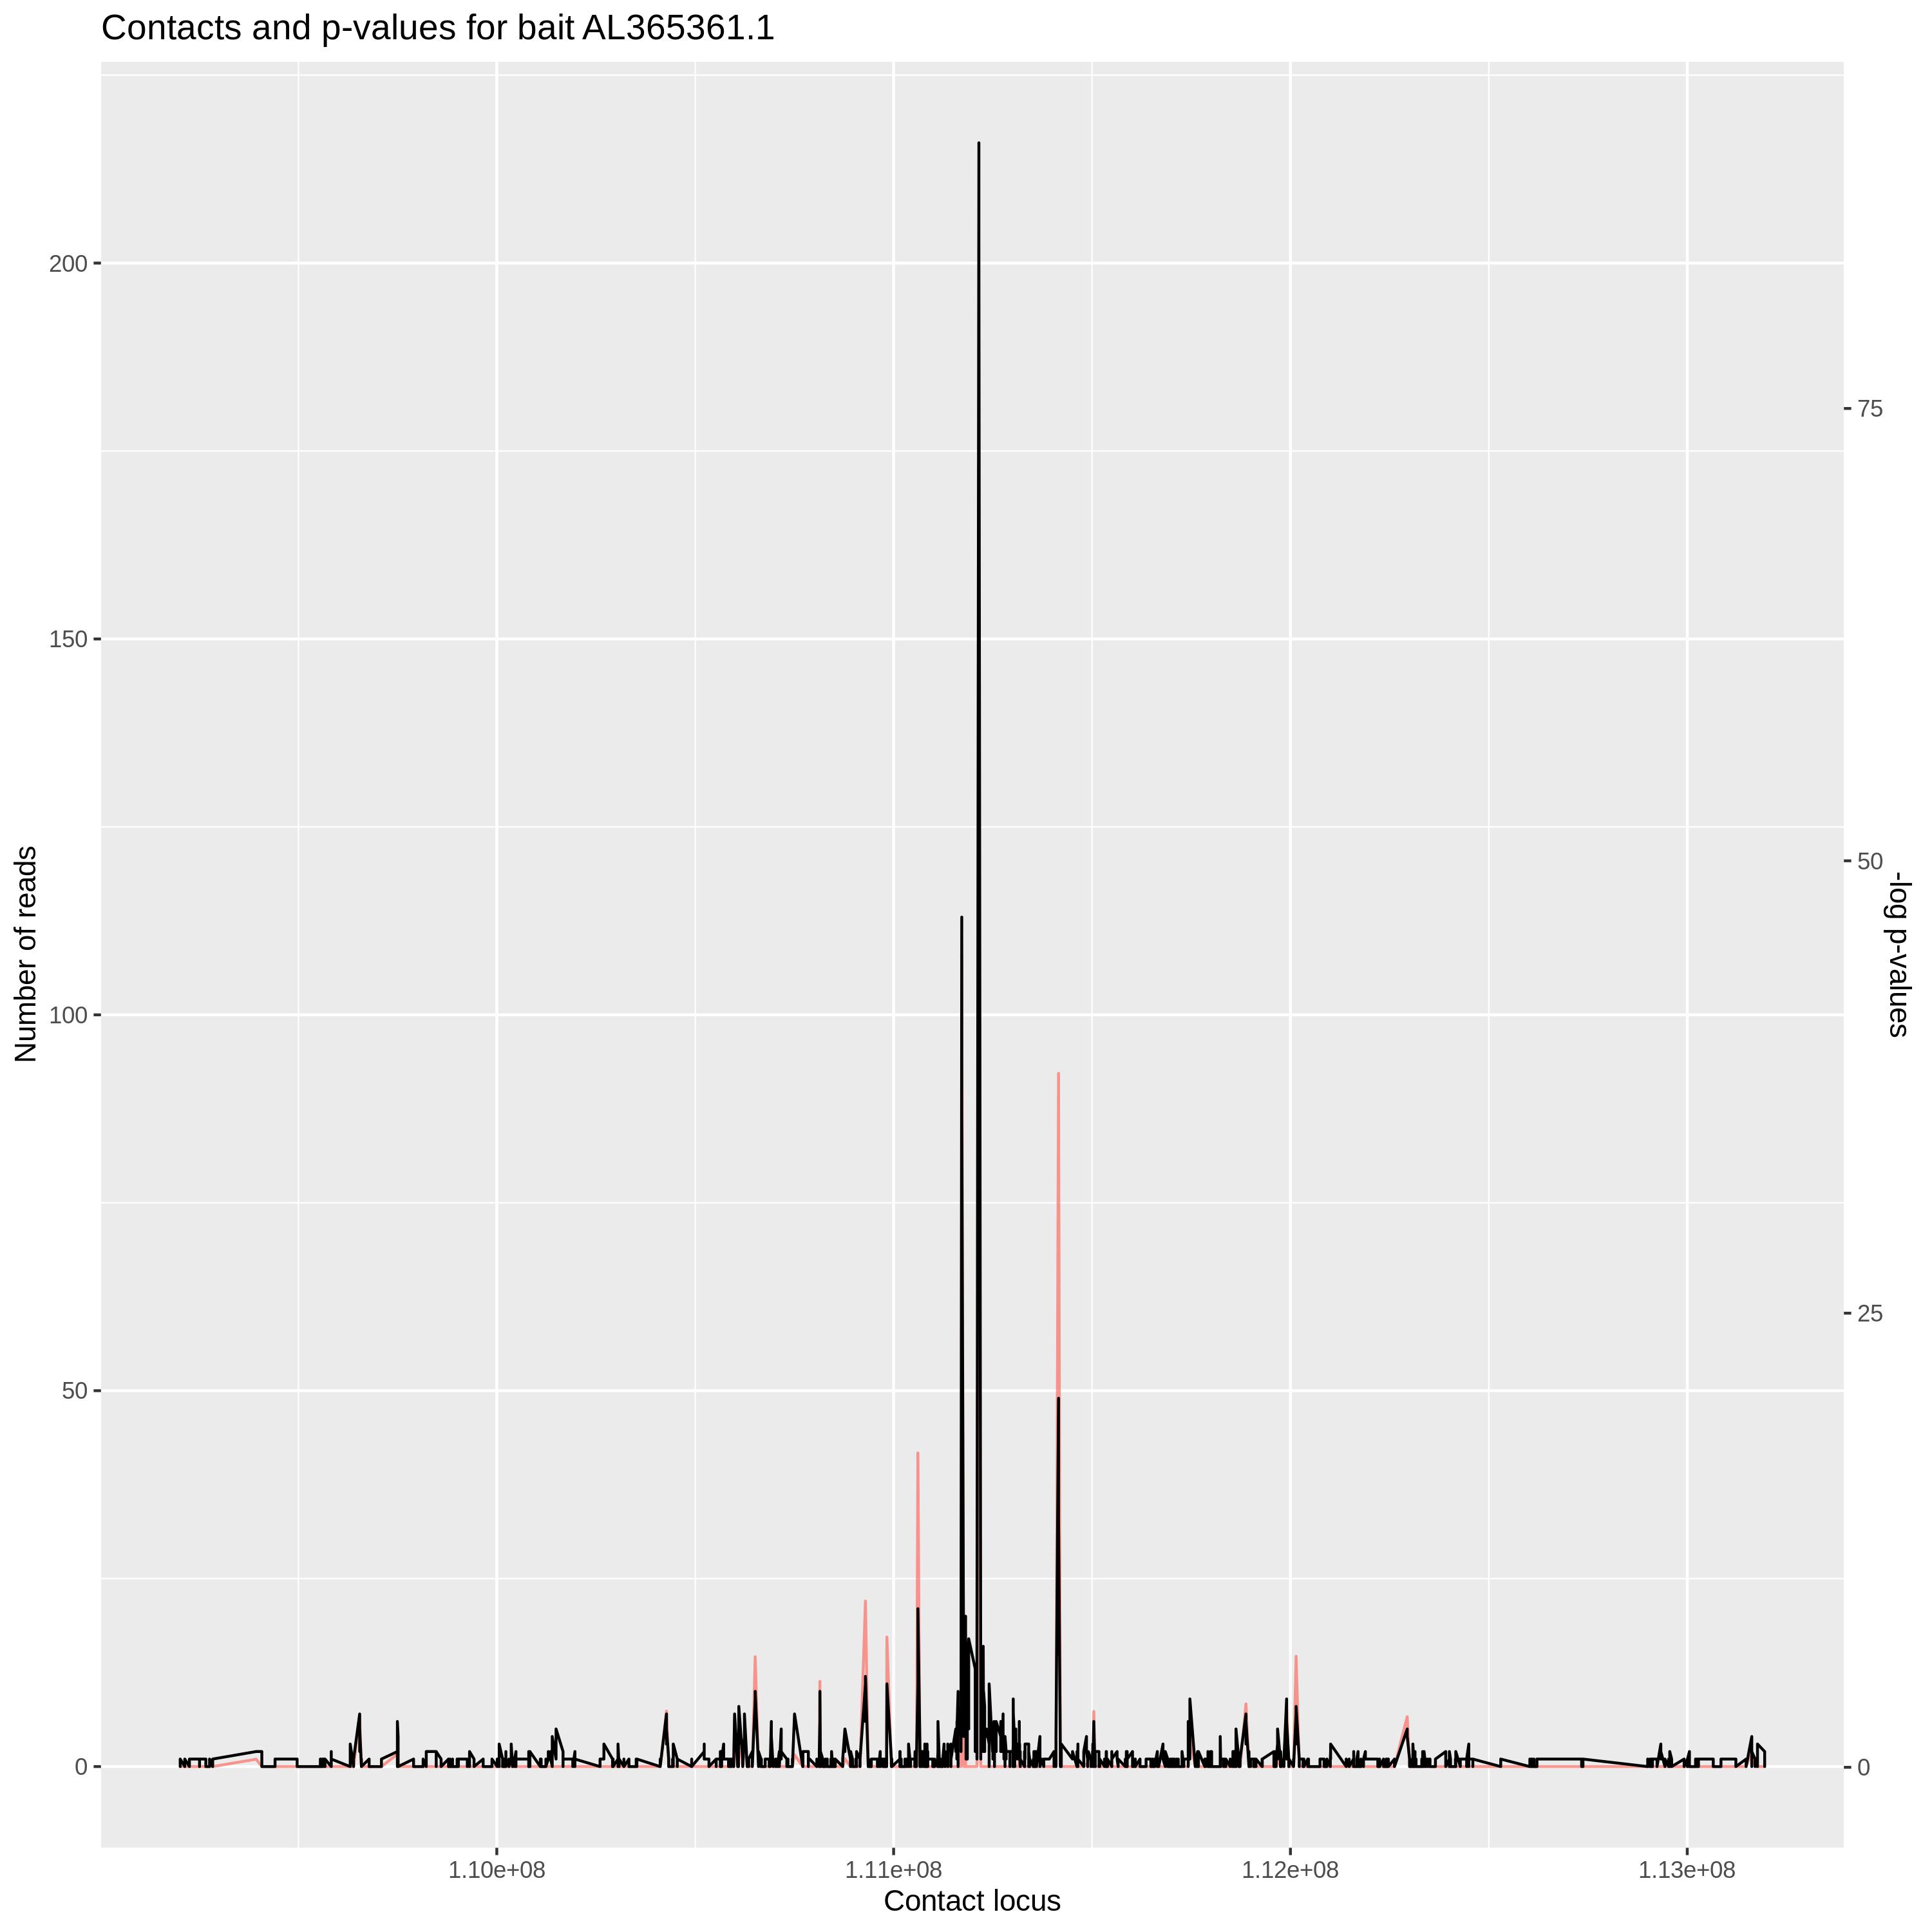 Contacts and p-values for bait AL365361.1
Number of reads
200
150
100
50
0
75
50
25
0
-log p-values
1.10e+08
1.11e+08
1.12e+08
1.13e+08
Contact locus